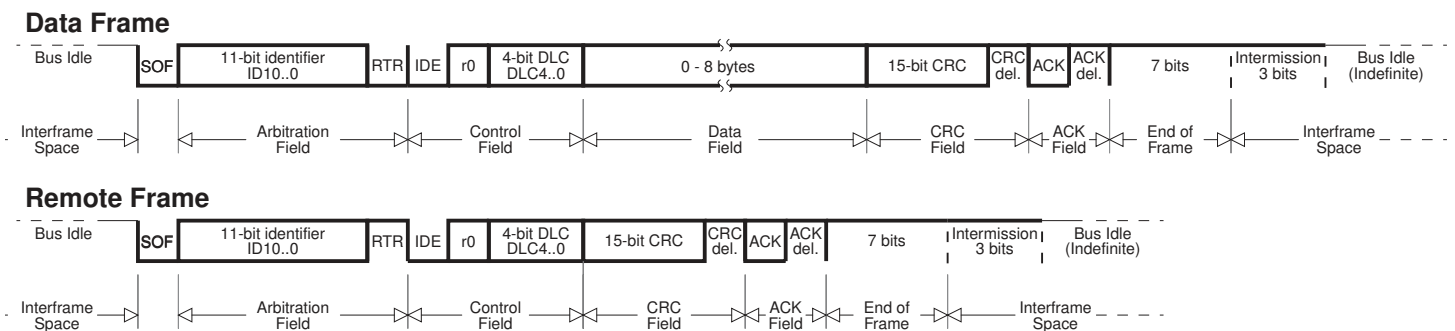 Data Frame
Bus Idle SOF 11-bit identifier RTR IDE r0 4-bit DLC 0 - 8 bytes 15-bit CRC CRC ACK ACK 7 bits Intermission Bus Idle
ID10..0 DLC4..0 del. del. 3 bits (Indefinite)
Interframe Arbitration Control Data CRC ACK End of Interframe
Space Field Field Field Field Field Frame Space
Remote Frame
Bus Idle SOF 11-bit identifier RTR IDE r0 4-bit DLC 15-bit CRC CRC ACK ACK 7 bits Intermission Bus Idle
ID10..0 DLC4..0 del. del. 3 bits (Indefinite)
Interframe Arbitration Control CRC ACK End of Interframe
Space Field Field Field Field Frame Space